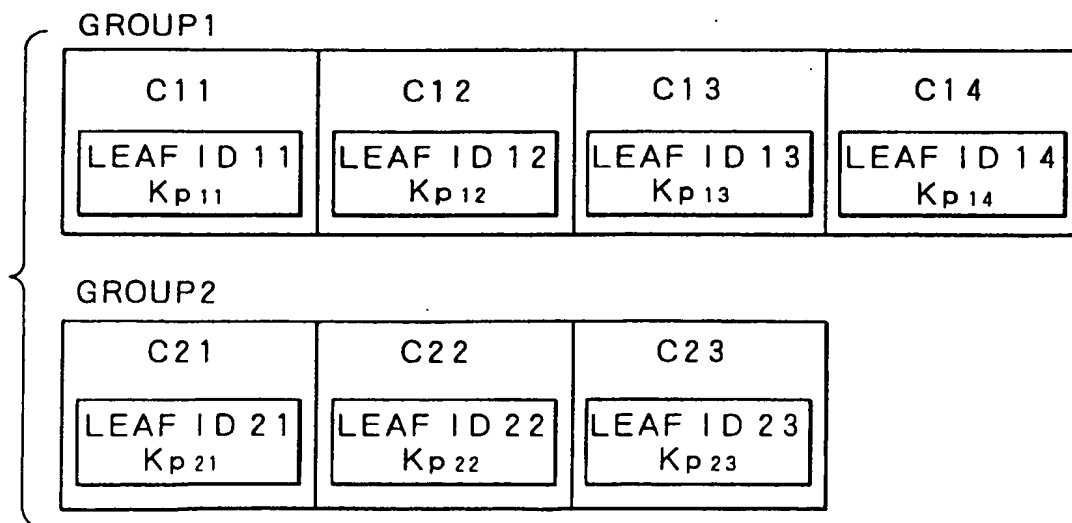 GROUP1
C11 C12 C13 C14
LEAF ID 11 LEAF ID 12 LEAF ID 13 LEAF ID 14
Kp11 Kp12 Kp13 Kp14
GROUP2
C21 C22 C23
LEAF ID 21 LEAF ID 22 LEAF ID 23
Kp21 Kp22 Kp23